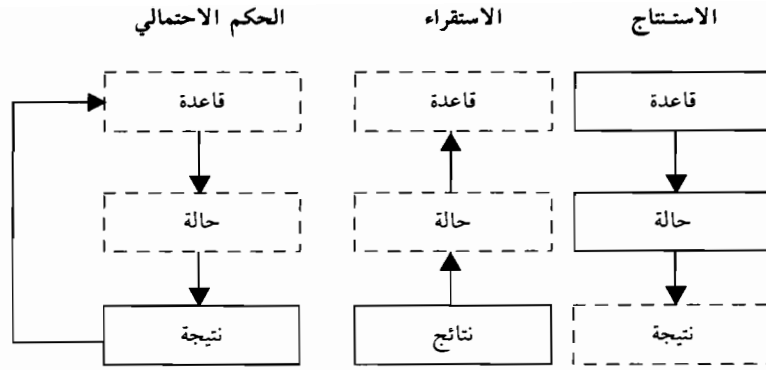 الاستنتاج
الاستقراء
الحكم الاحتمالي
قاعدة
قاعدة
قاعدة
حالة
حالة
حالة
نتيجة
نتائج
نتيجة